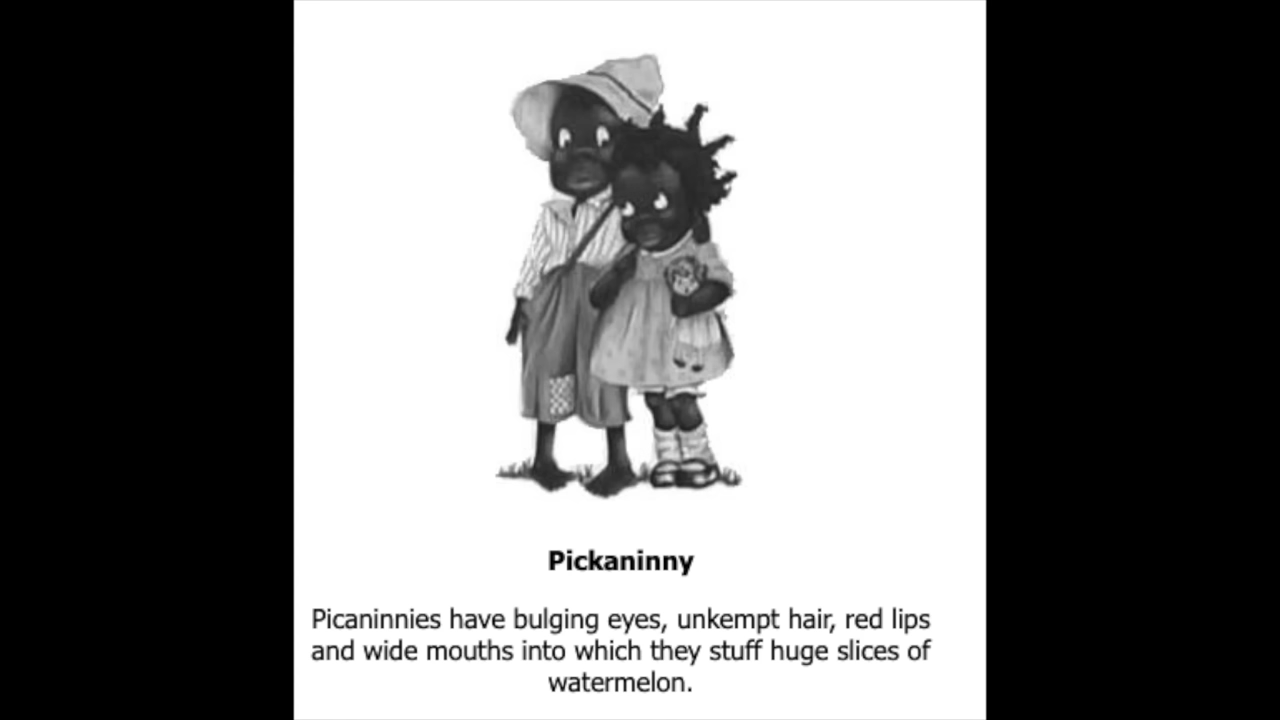 Pickaninny
Picaninnies have bulging eyes, unkempt hair, red lips
and wide mouths into which they stuff huge slices of
watermelon.